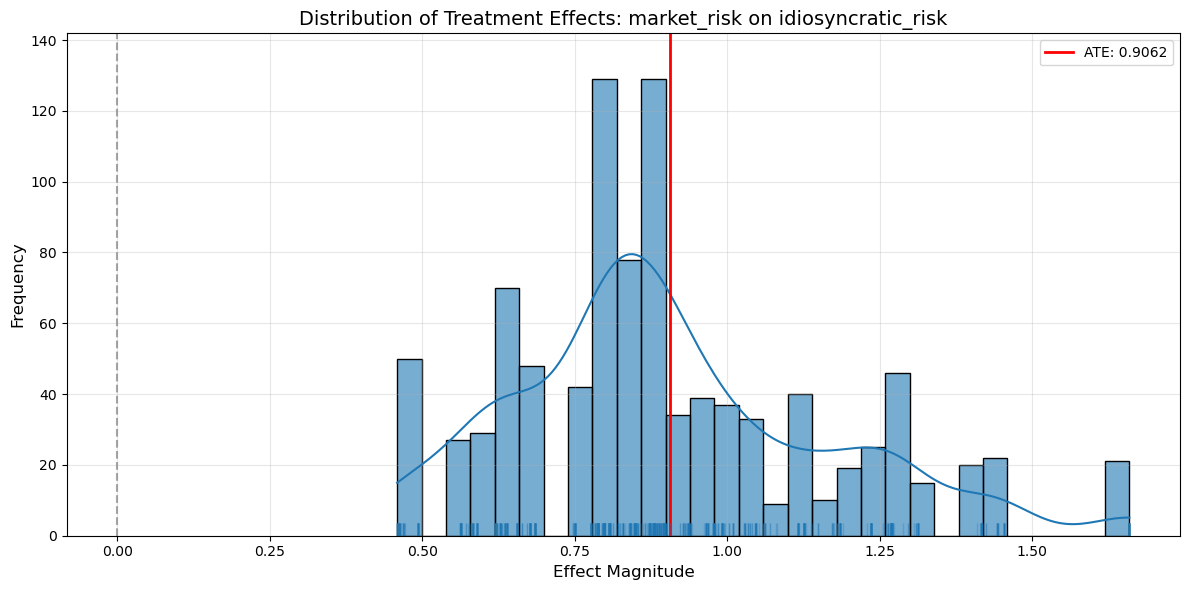 Distribution of Treatment Effects: market_risk on idiosyncratic_risk
ATE: 0.9062
Frequency
140
120
100
80
60
40
20
0
0.00 0.25 0.50 0.75 1.00 1.25 1.50
Effect Magnitude